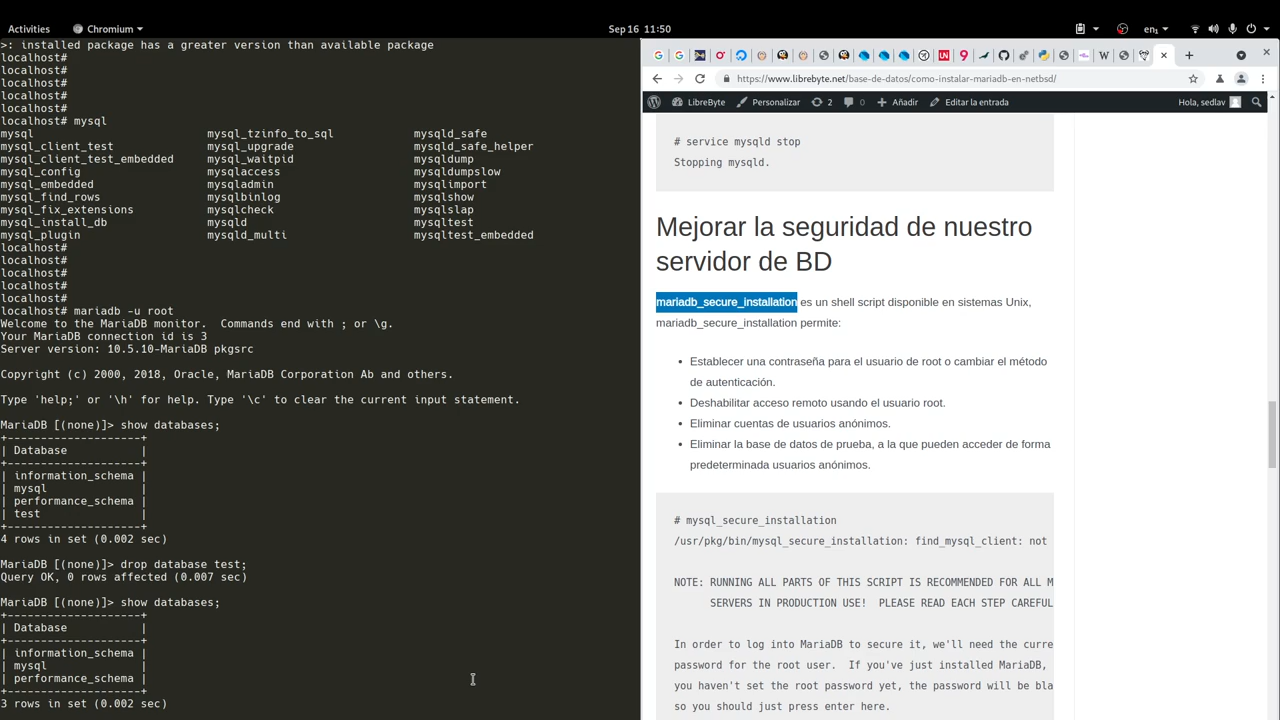 Activities
Chromium
Sep 16 11:50
en₁
>: installed package has a greater version than available package
localhost#
localhost#
localhost#
localhost#
localhost#
localhost# mysql
mysql mysql_tzinfo_to_sql mysqld_safe
mysql_client_test mysql_upgrade mysqld_safe_helper
mysql_client_test_embedded mysql_waitpid mysqldump
mysql_config mysqlaccess mysqldumpslow
mysql_embedded mysqladmin mysqlimport
mysql_find_rows mysqlbinlog mysqlshow
mysql_fix_extensions mysqlcheck mysqlslap
mysql_install_db mysqld mysqltest
mysql_plugin mysqld_multi mysqltest_embedded
localhost#
localhost#
localhost#
localhost#
localhost#
localhost# mariadb -u root
Welcome to the MariaDB monitor.  Commands end with ; or \g.
Your MariaDB connection id is 3
Server version: 10.5.10-MariaDB pkgsrc
Copyright (c) 2000, 2018, Oracle, MariaDB Corporation Ab and others.
Type 'help;' or '\h' for help. Type '\c' to clear the current input statement.
MariaDB [(none)]> show databases;
+--------------------+
| Database           |
+--------------------+
| information_schema |
| mysql              |
| performance_schema |
| test               |
+--------------------+
4 rows in set (0.002 sec)
MariaDB [(none)]> drop database test;
Query OK, 0 rows affected (0.007 sec)
MariaDB [(none)]> show databases;
+--------------------+
| Database           |
+--------------------+
| information_schema |
| mysql              |
| performance_schema |
+--------------------+
3 rows in set (0.002 sec)
https://www.librebyte.net/base-de-datos/como-instalar-mariadb-en-netbsd/
LibreByte
Personalizar
2
0
Añadir
Editar la entrada
Hola, sedlav
# service mysqld stop
Stopping mysqld.
Mejorar la seguridad de nuestro
servidor de BD
mariadb_secure_installation es un shell script disponible en sistemas Unix,
mariadb_secure_installation permite:
• Establecer una contraseña para el usuario de root o cambiar el método
de autenticación.
• Deshabilitar acceso remoto usando el usuario root.
• Eliminar cuentas de usuarios anónimos.
• Eliminar la base de datos de prueba, a la que pueden acceder de forma
predeterminada usuarios anónimos.
# mysql_secure_installation
/usr/pkg/bin/mysql_secure_installation: find_mysql_client: not
NOTE: RUNNING ALL PARTS OF THIS SCRIPT IS RECOMMENDED FOR ALL M
SERVERS IN PRODUCTION USE!  PLEASE READ EACH STEP CAREFUL
In order to log into MariaDB to secure it, we'll need the curre
password for the root user.  If you've just installed MariaDB,
you haven't set the root password yet, the password will be bla
so you should just press enter here.